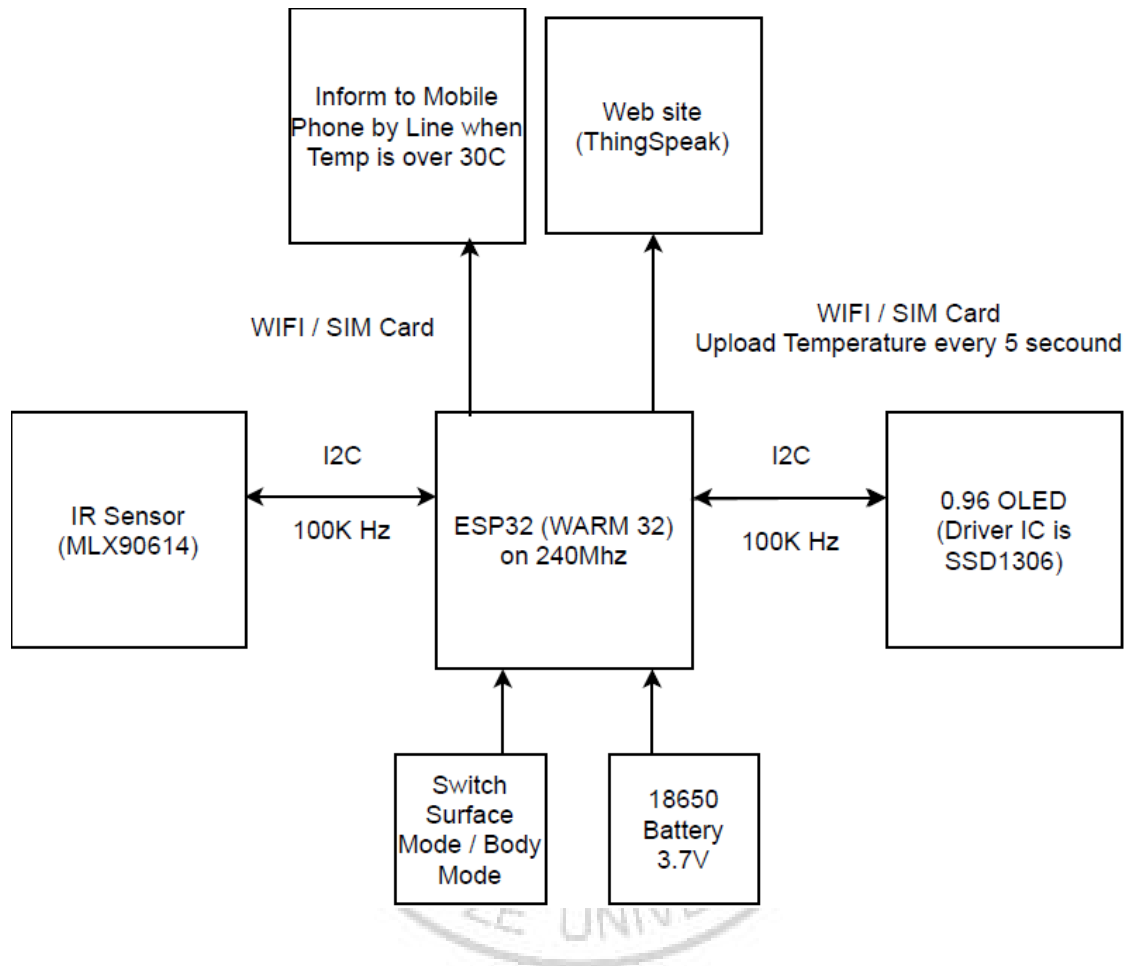 Inform to Mobile
Phone by Line when
Temp is over 30C
Web site
(ThingSpeak)
WIFI / SIM Card
WIFI / SIM Card
Upload Temperature every 5 secound
IR Sensor
(MLX90614)
I2C
100K Hz
ESP32 (WARM 32)
on 240Mhz
I2C
100K Hz
0.96 OLED
(Driver IC is
SSD1306)
Switch
Surface
Mode / Body
Mode
18650
Battery
3.7V